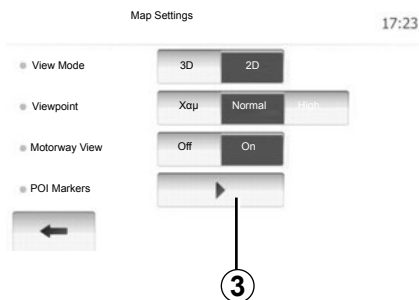 Map Settings
17:23
View Mode 3D 2D
Viewpoint Χαμ Normal High
Motorway View Off On
POI Markers
3